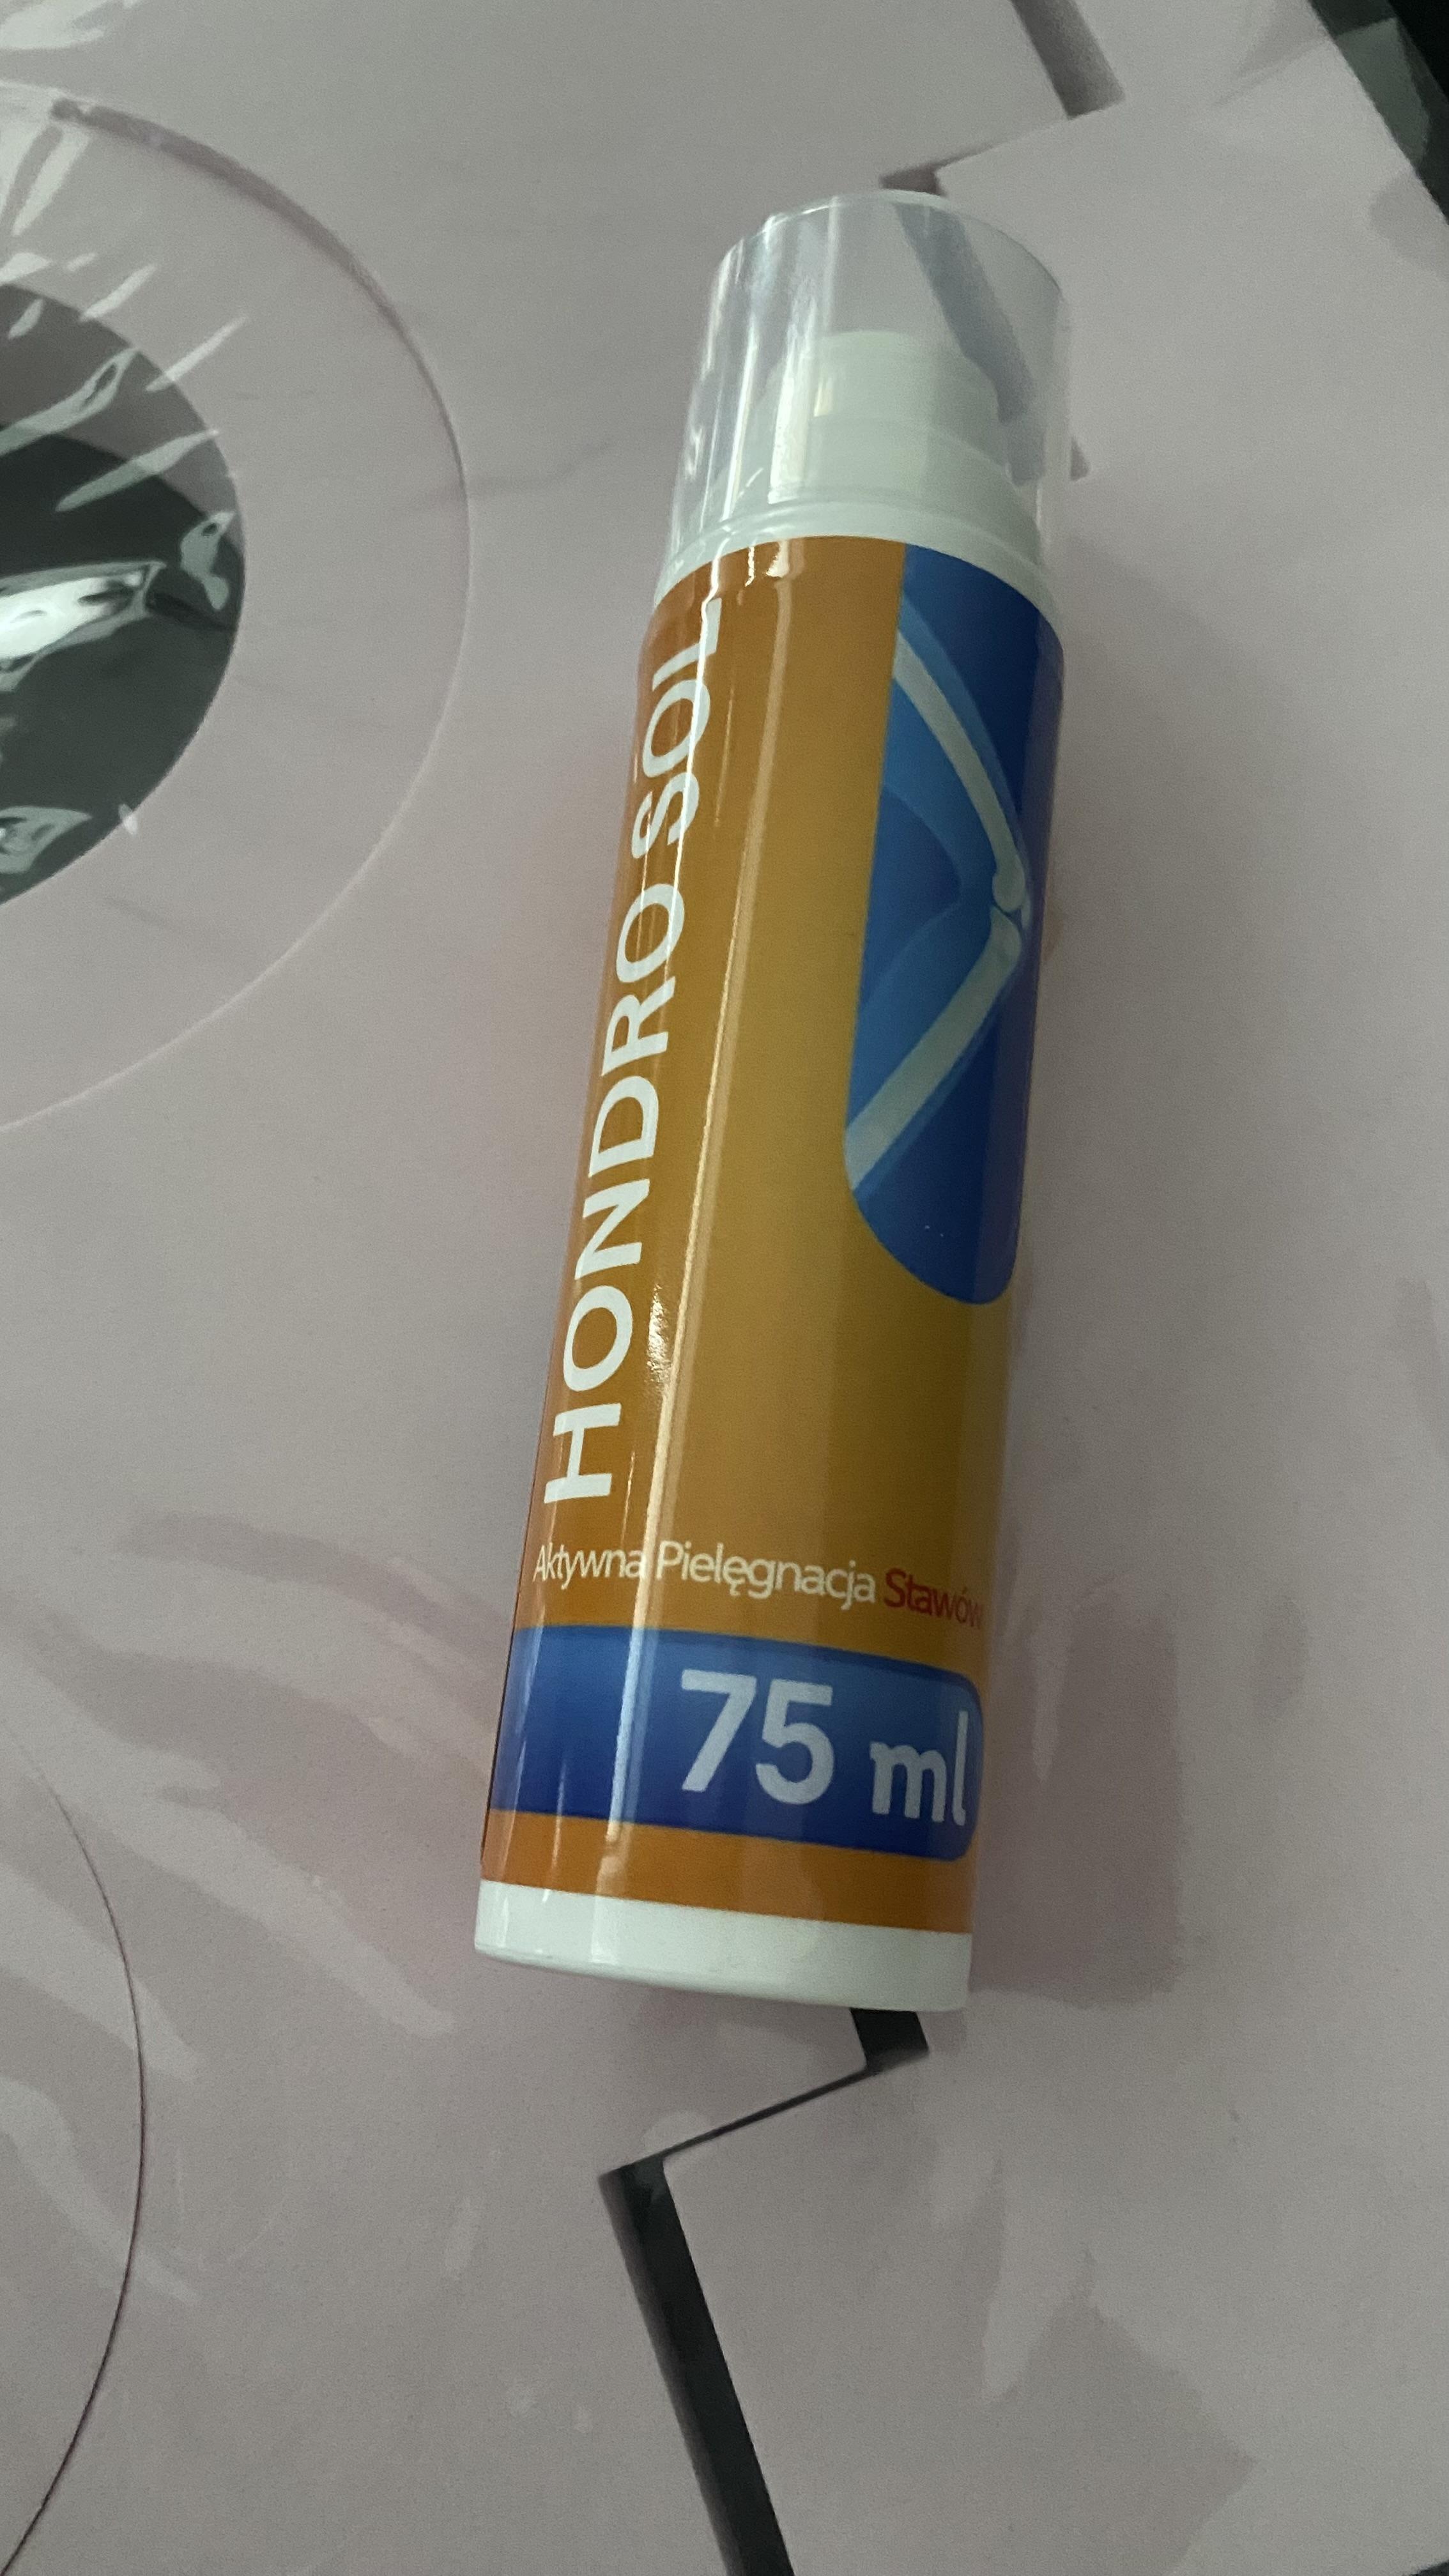 HONDRO SOL
Aktywna Pielęgnacja Stawów
75 ml